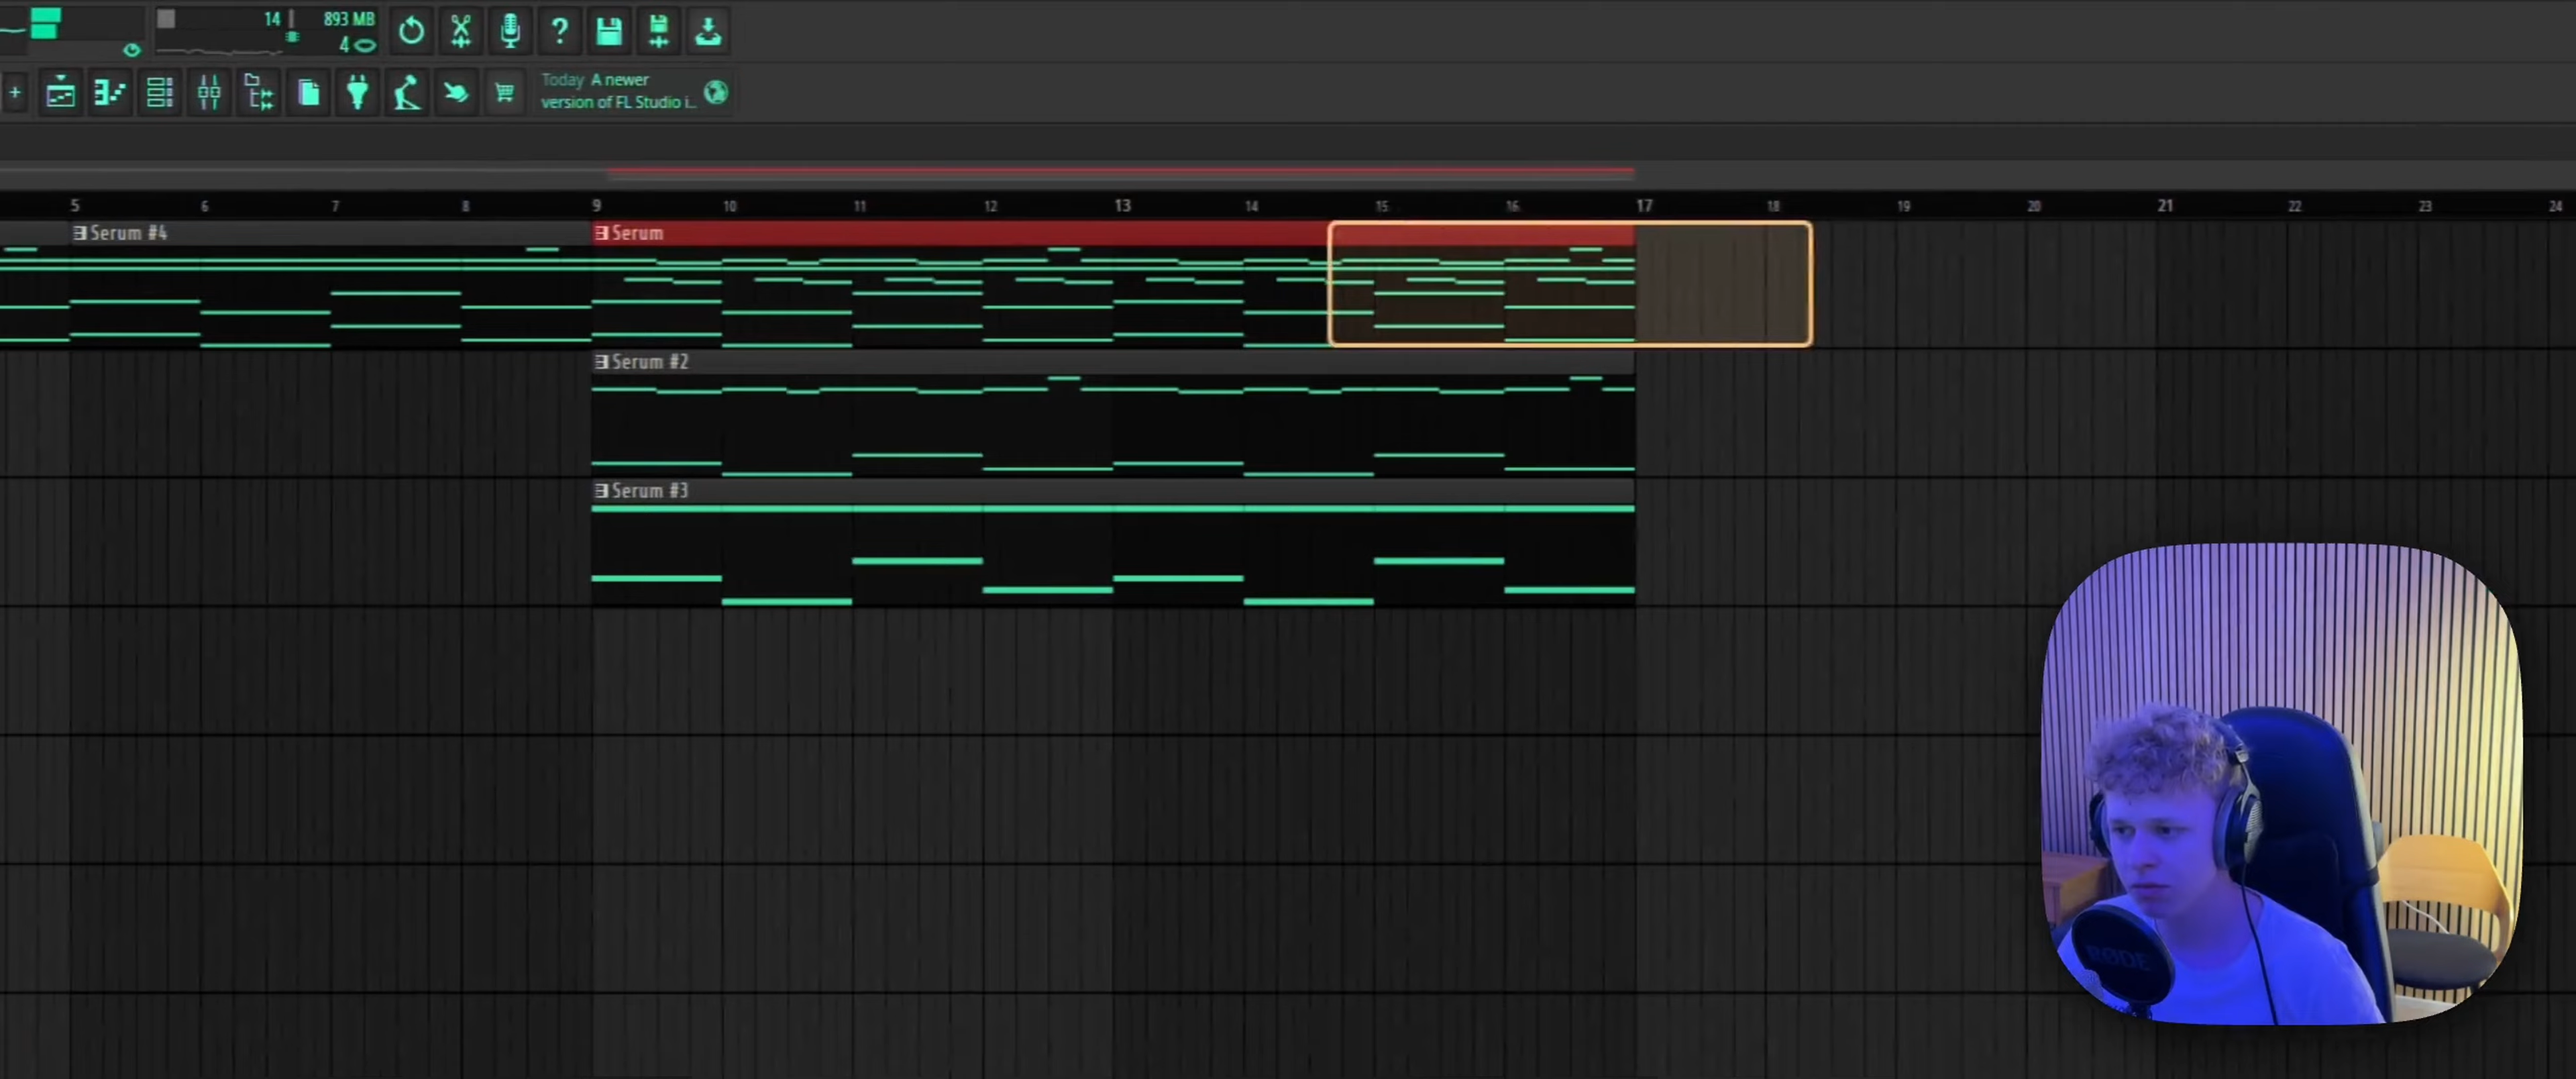 14
893 MB
4
?
+
Today A newer
version of FL Studio i..
5 6 7 8 9 10 11 12 13 14 15 16 17 18 19 20 21 22 23 24
Serum #4
Serum
Serum #2
Serum #3
RØDE